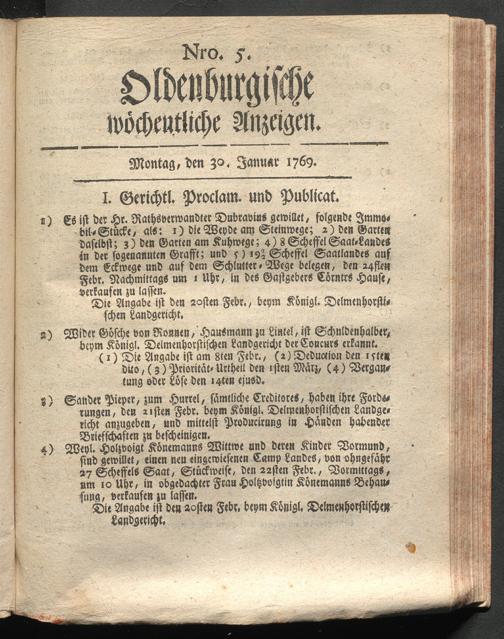 Nro. 5.
Oldenburgische
wöchentliche Anzeigen.
Montag, den 30. Januar 1769.
I. Gerichtl. Proclam. und Publicat.
1) Es ist der Hr. Rathsverwandter Dubravius gewillet, folgende Immo-
bil-Stücke, als: 1) die Weyde am Steinwege; 2) den Garten
daselbst; 3) den Garten am Kuhwege; 4) 8 Scheffel Saat-Landes
in der sogenannten Grafft; und 5) 19½ Scheffel Saatlandes auf
dem Eckwege und auf dem Schlutter-Wege belegen, den 24sten
Febr. Nachmittags um 1 Uhr, in des Gastgebers Cörnts Hause,
verkaufen zu lassen.
Die Angabe ist den 20sten Febr., beym Königl. Delmenhorsti-
schen Landgericht.
2) Wider Gösche von Ronnen, Hausmann zu Lintel, ist Schuldenhalber,
beym Königl. Delmenhorstischen Landgericht der Concurs erkannt.
(1) Die Angabe ist am 8ten Febr., (2) Deduction den 15ten
dito, (3) Priorität-Urtheil den 1sten März, (4) Vergan-
tung oder Löse den 14ten ejusd.
3) Sander Pieper, zum Hurrel, sämtliche Creditores, haben ihre Forde-
rungen, den 21sten Febr. beym Königl. Delmenhorstischen Landge-
richt anzugeben, und mittelst Producirung in Händen habender
Briefschaften zu bescheinigen.
4) Weyl. Holzvoigt Könemanns Wittwe und deren Kinder Vormund,
sind gewillet, einen neu eingewiesenen Camp Landes, von ohngefähr
27 Scheffels Saat, Stückweise, den 22sten Febr., Vormittags,
um 10 Uhr, in obgedachter Frau Holtzvoigtin Könemanns Behau-
sung, verkaufen zu lassen.
Die Angabe ist den 20sten Febr. beym Königl. Delmenhorstischen
Landgericht.